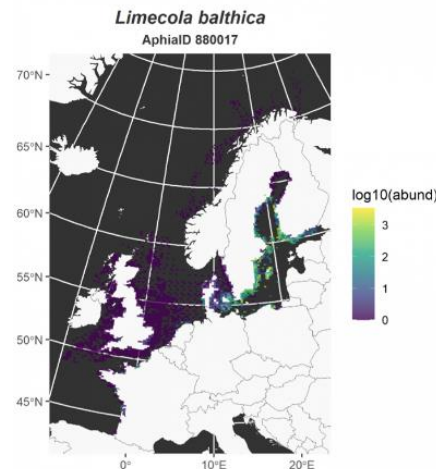 Limecola balthica
AphiaID 880017
70°N
65°N
60°N
55°N
50°N
45°N
0°
10°E
20°E
log10(abund)
3
2
1
0